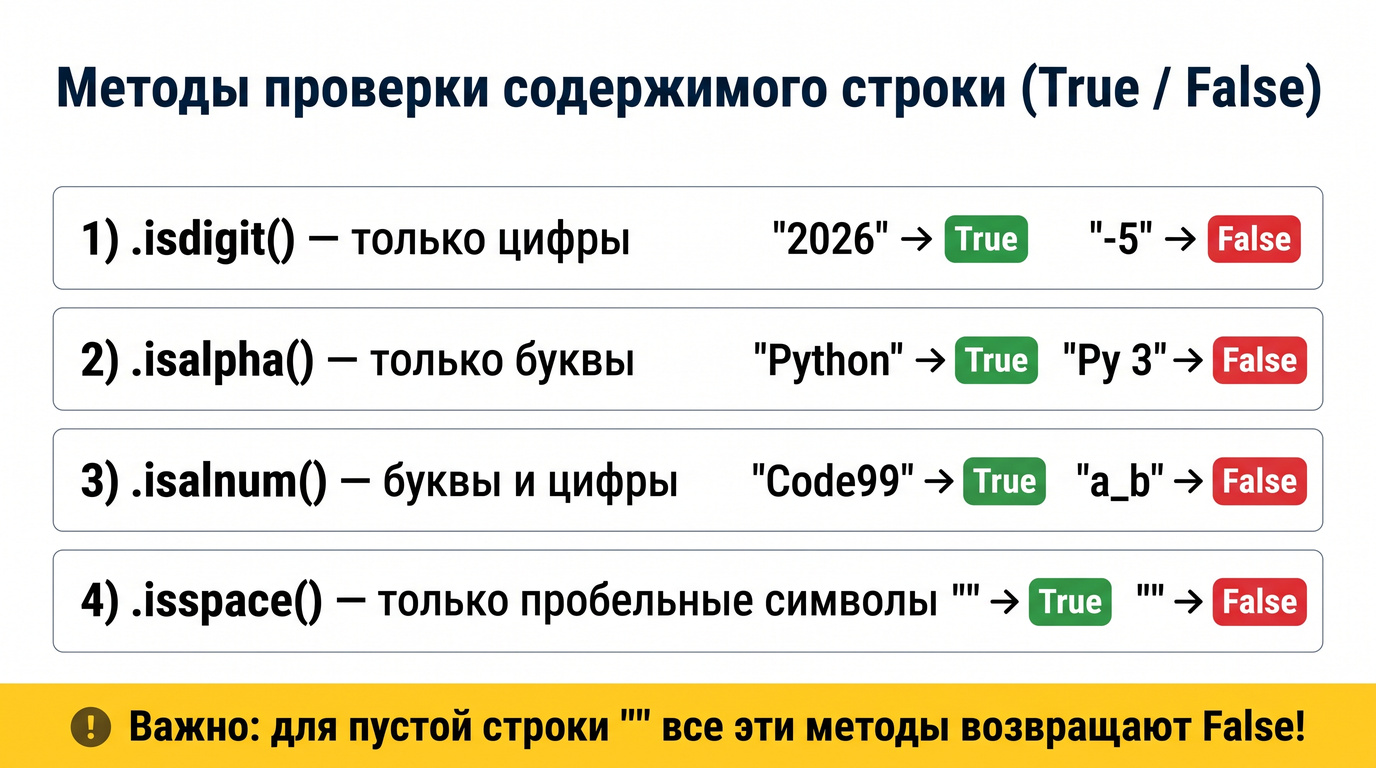 Методы проверки содержимого строки (True / False)
1) .isdigit() — только цифры "2026" → True "-5" → False
2) .isalpha() — только буквы "Python" → True "Py 3" → False
3) .isalnum() — буквы и цифры "Code99" → True "a_b" → False
4) .isspace() — только пробельные символы "" → True "" → False
! Важно: для пустой строки "" все эти методы возвращают False!